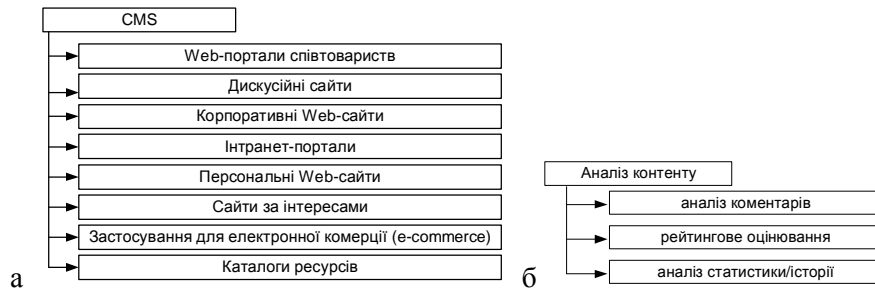 CMS
Web-портали співтовариств
Дискусійні сайти
Корпоративні Web-сайти
Інтранет-портали
Персональні Web-сайти
Сайти за інтересами
Застосування для електронної комерції (e-commerce)
Каталоги ресурсів
а
Аналіз контенту
аналіз коментарів
рейтингове оцінювання
аналіз статистики/історії
б